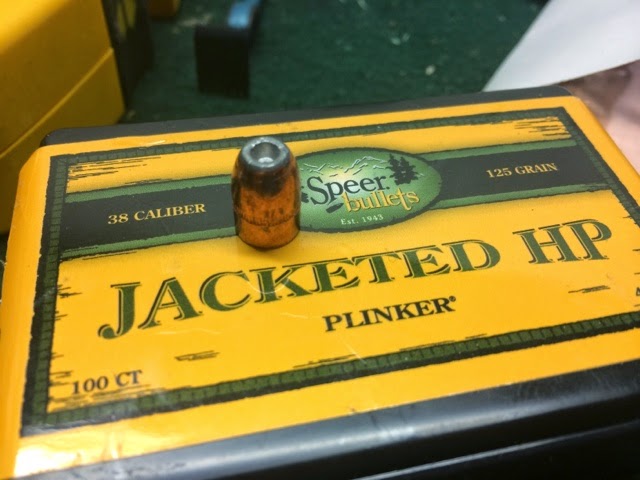 38 CALIBER
Speer
bullets
Est. 1943
125 GRAIN
JACKETED HP
PLINKER®
100 CT